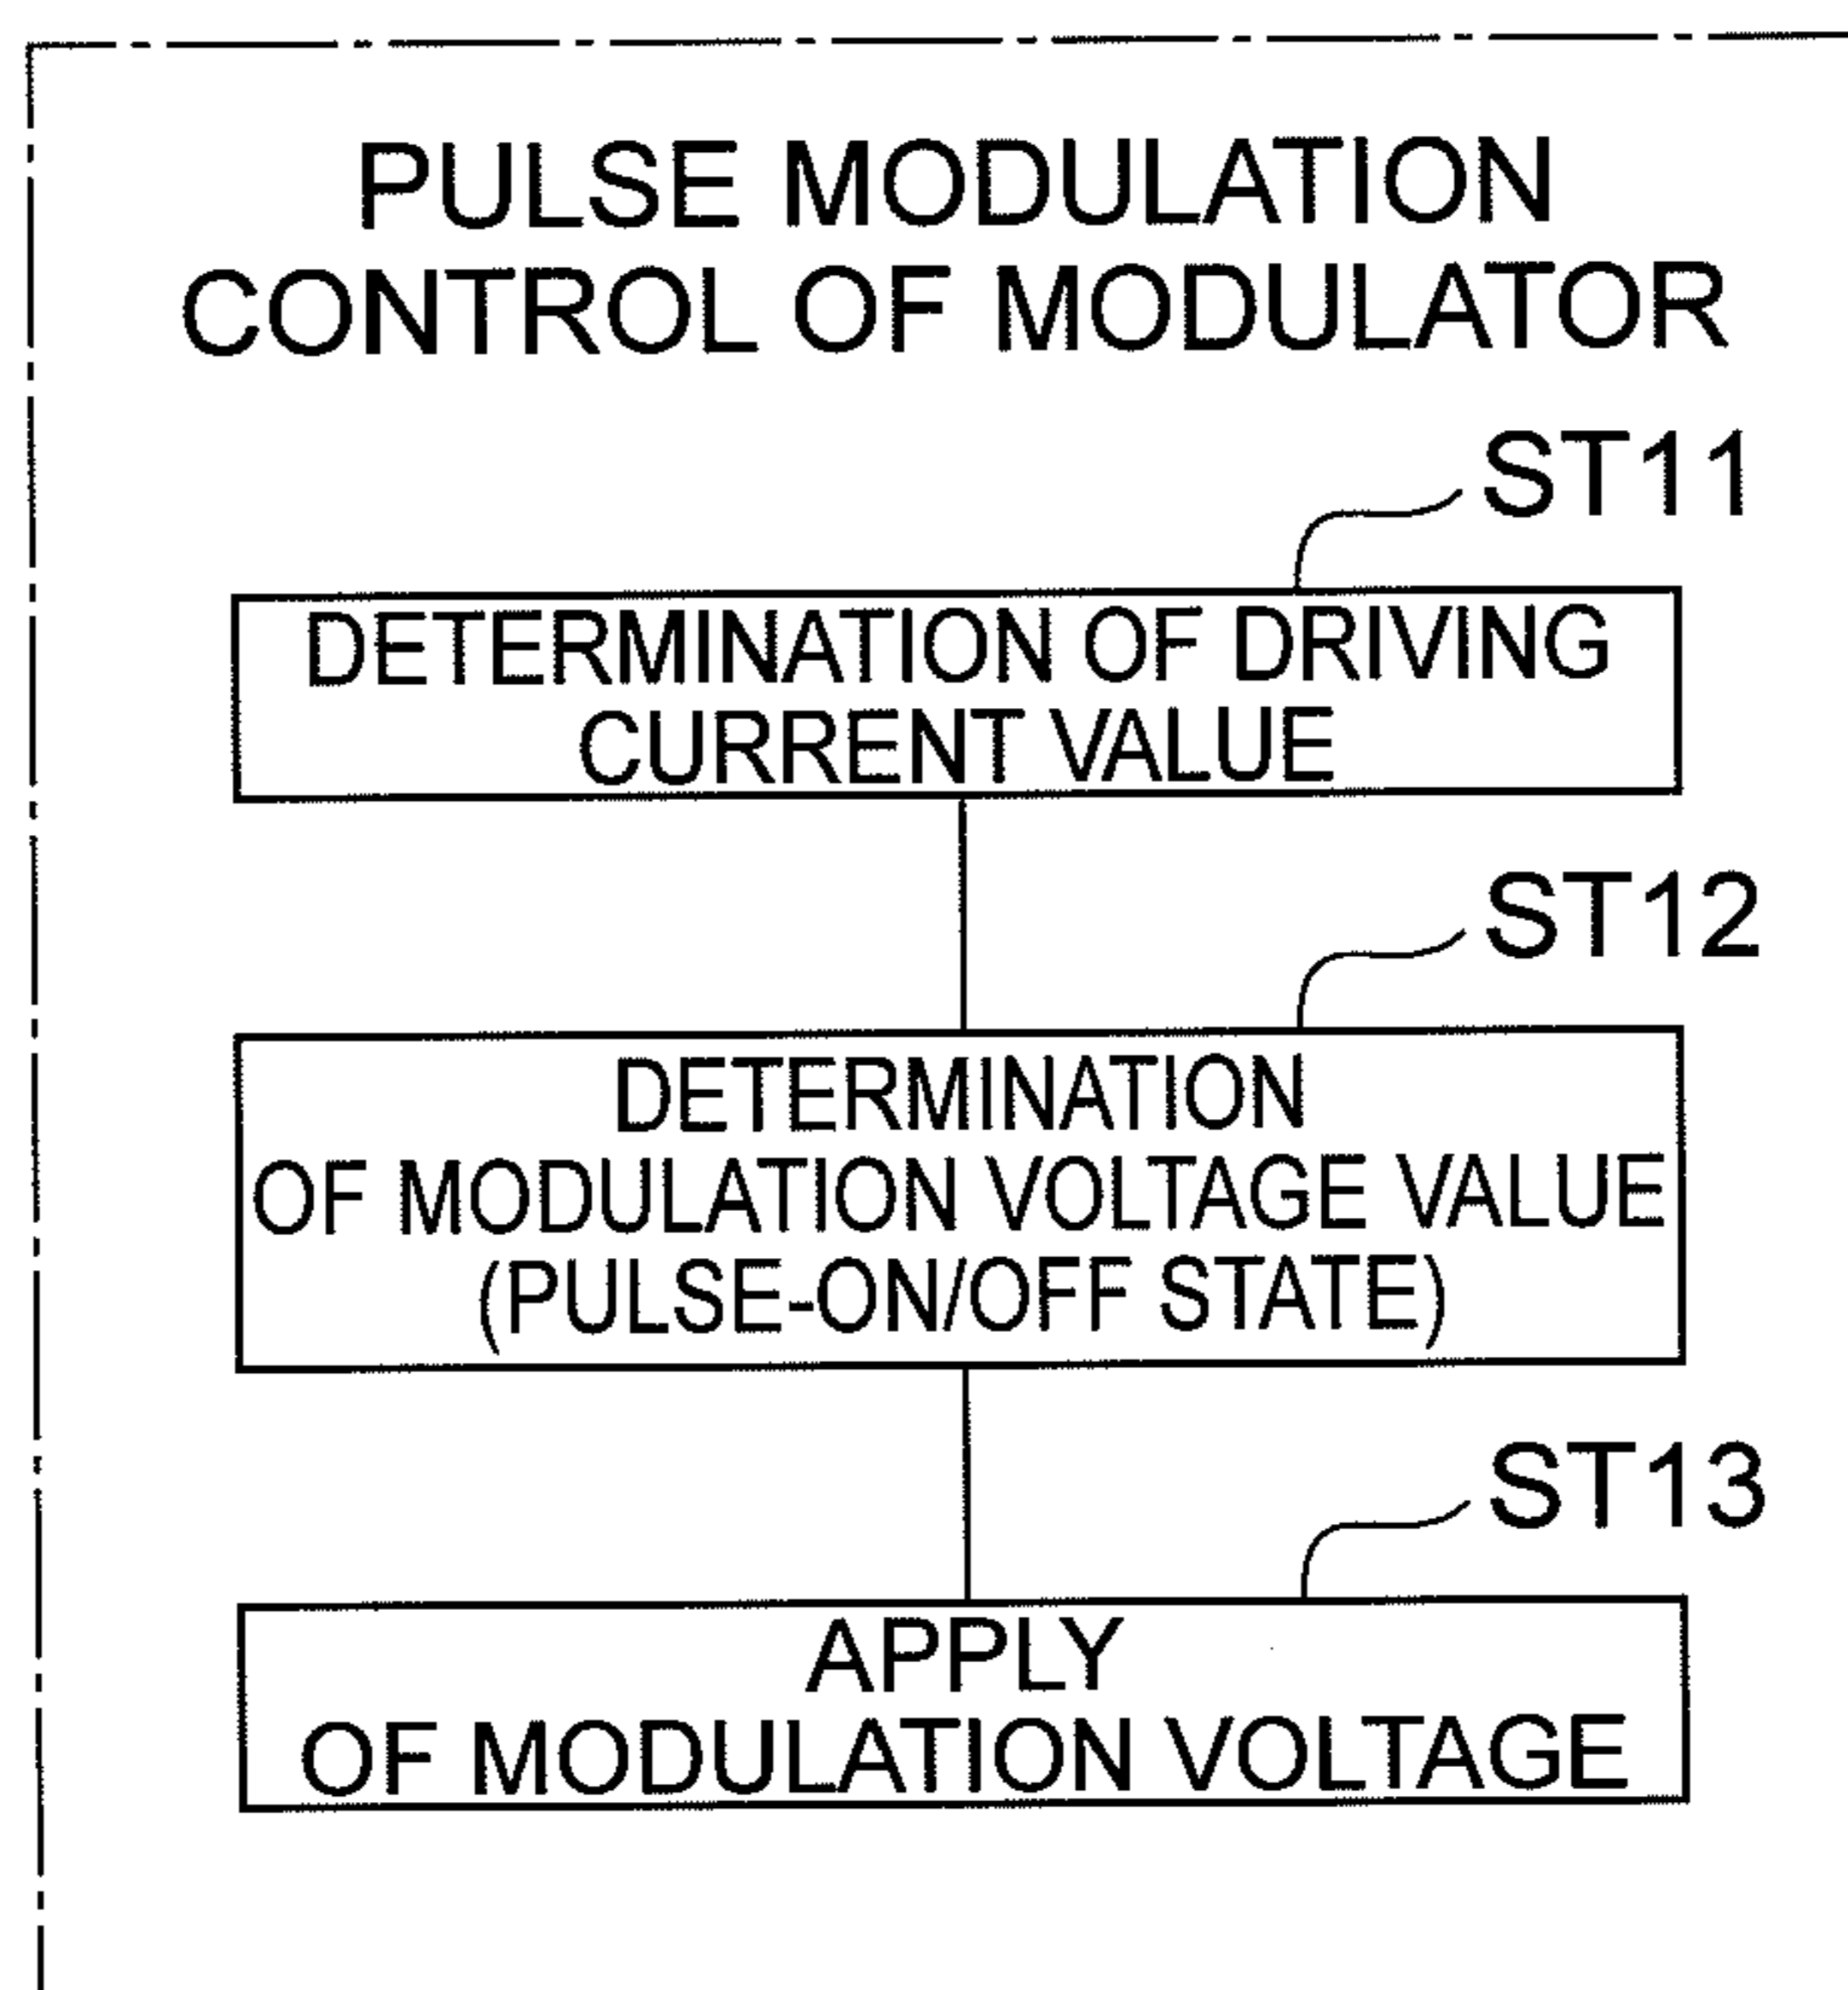 PULSE MODULATION
CONTROL OF MODULATOR
ST11
DETERMINATION OF DRIVING
CURRENT VALUE
ST12
DETERMINATION
OF MODULATION VOLTAGE VALUE
(PULSE-ON/OFF STATE)
ST13
APPLY
OF MODULATION VOLTAGE